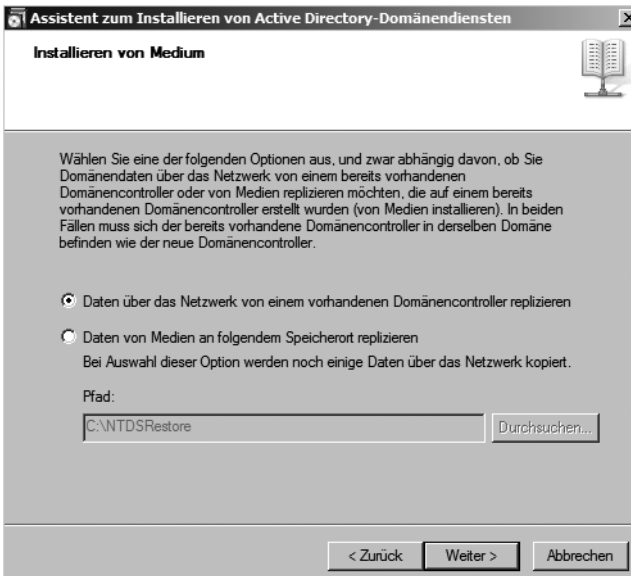 Assistent zum Installieren von Active Directory-Domänendiensten
Installieren von Medium
Wählen Sie eine der folgenden Optionen aus, und zwar abhängig davon, ob Sie
Domänendaten über das Netzwerk von einem bereits vorhandenen
Domänencontroller oder von Medien replizieren möchten, die auf einem bereits
vorhandenen Domänencontroller erstellt wurden (von Medien installieren). In beiden
Fällen muss sich der bereits vorhandene Domänencontroller in derselben Domäne
befinden wie der neue Domänencontroller.
Daten über das Netzwerk von einem vorhandenen Domänencontroller replizieren
Daten von Medien an folgendem Speicherort replizieren
Bei Auswahl dieser Option werden noch einige Daten über das Netzwerk kopiert.
Pfad:
C:\NTDSRestore
Durchsuchen...
< Zurück
Weiter >
Abbrechen